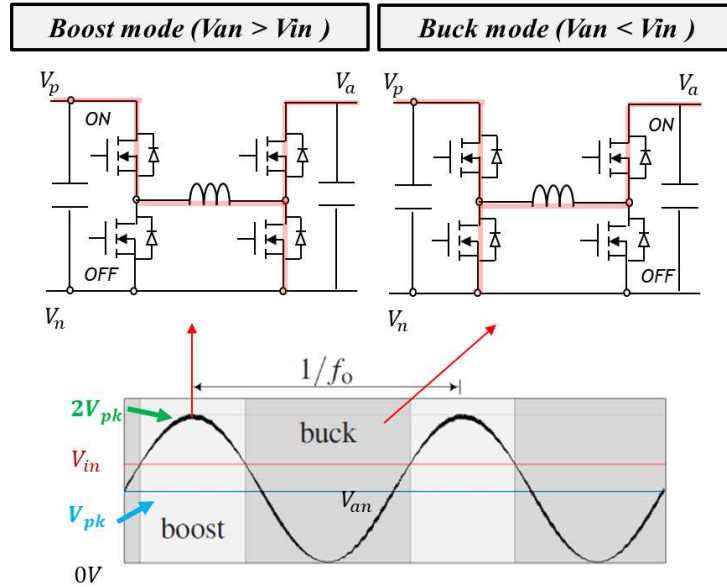 Boost mode (Van > Vin )
Buck mode (Van < Vin )
Vp
Va
Vp
Va
ON
ON
OFF
OFF
Vn
Vn
1/fo
2Vpk
buck
Vin
Van
Vpk
boost
0V